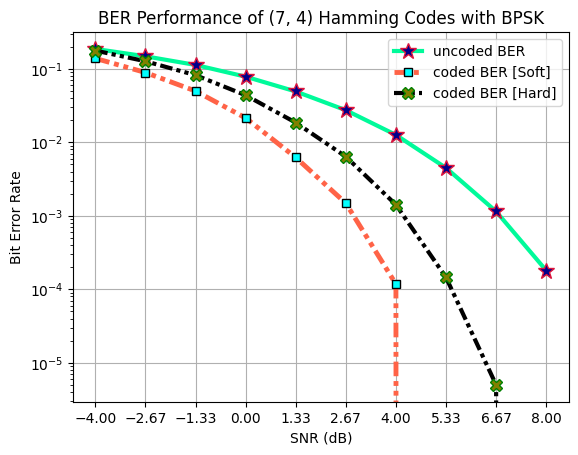 BER Performance of (7, 4) Hamming Codes with BPSK
uncoded BER
coded BER [Soft]
coded BER [Hard]
Bit Error Rate
10⁻¹
10⁻²
10⁻³
10⁻⁴
10⁻⁵
−4.00 −2.67 −1.33 0.00 1.33 2.67 4.00 5.33 6.67 8.00
SNR (dB)